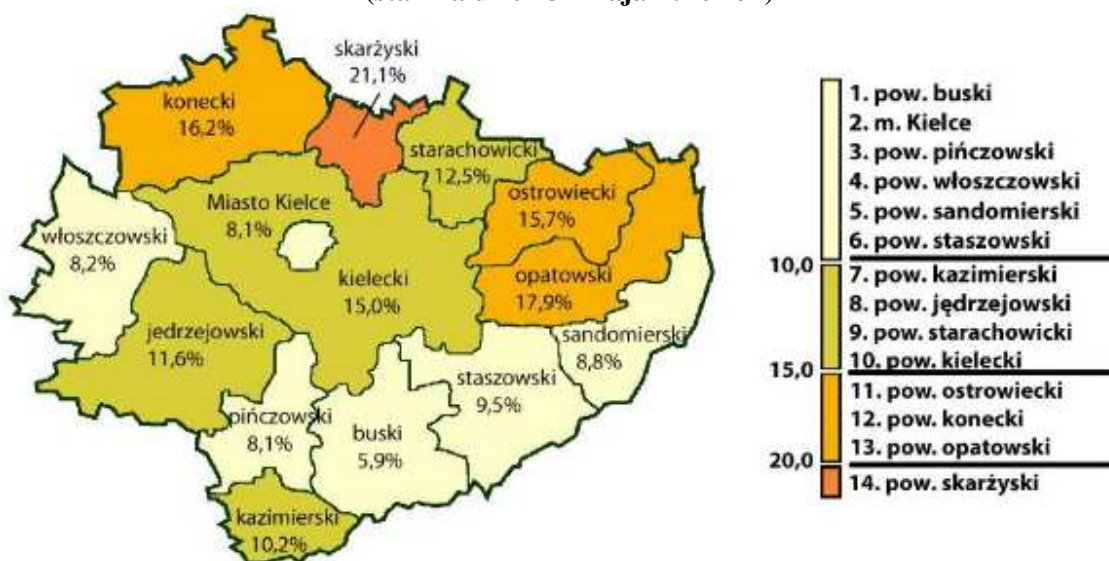 skarżyski
21,1%
konecki
16,2%
starachowicki
12,5%
ostrowiecki
15,7%
Miasto Kielce
8,1%
włoszczowski
8,2%
kielecki
15,0%
opatowski
17,9%
jedrzejowski
11,6%
sandomierski
8,8%
staszowski
9,5%
pińczowski
8,1%
buski
5,9%
kazimierski
10,2%
1. pow. buski
2. m. Kielce
3. pow. pińczowski
4. pow. włoszczowski
5. pow. sandomierski
6. pow. staszowski
10,0
7. pow. kazimierski
8. pow. jędrzejowski
9. pow. starachowicki
10. pow. kielecki
15,0
11. pow. ostrowiecki
12. pow. konecki
13. pow. opatowski
20,0
14. pow. skarżyski